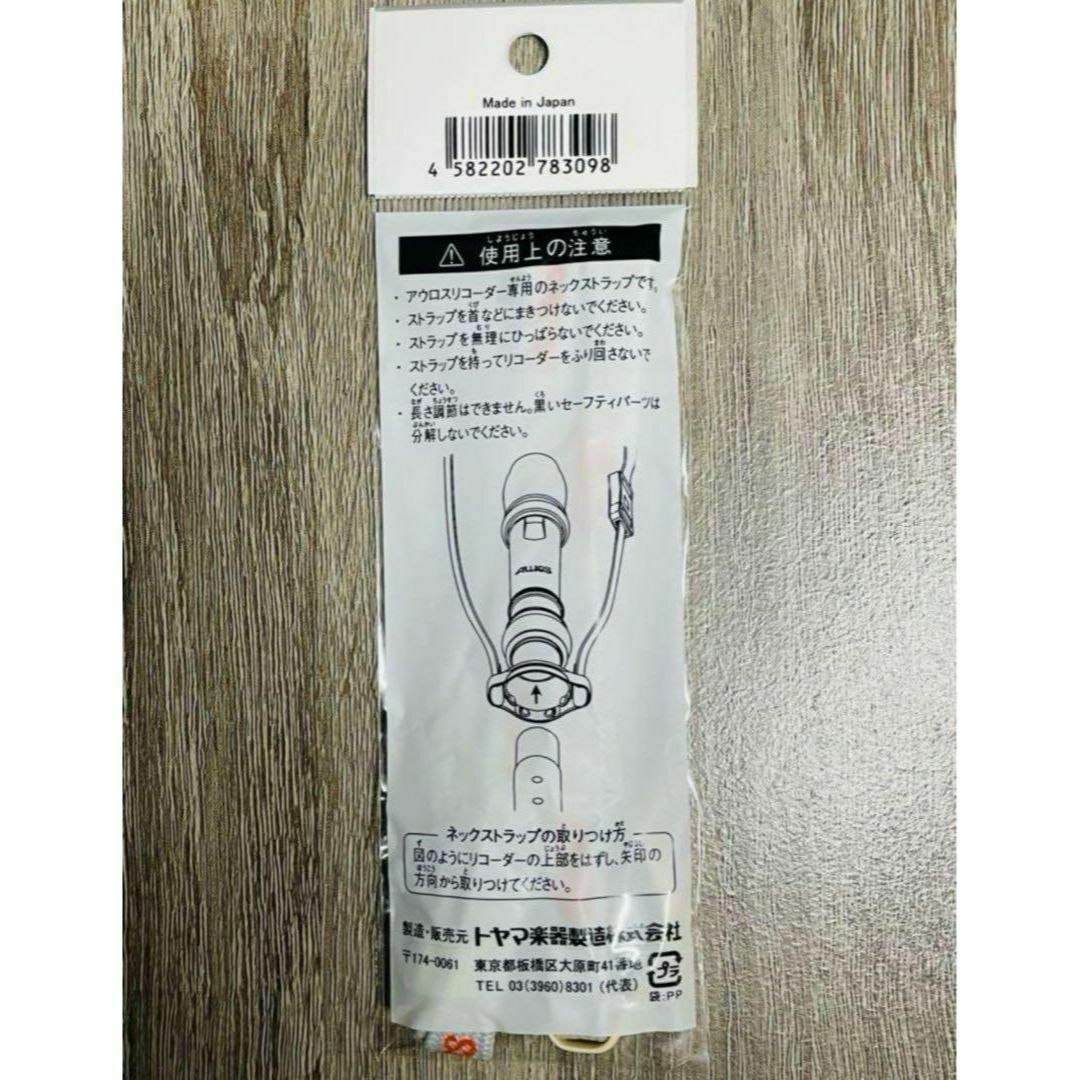 Made in Japan
4 582202 783098
使用上の注意
・アウロスリコーダー専用のネックストラップです。
・ストラップを首などにまきつけないでください。
・ストラップを無理にひっぱらないでください。
・ストラップを持ってリコーダーをふり回さないで
ください。
・長さ調節はできません。黒いセーフティパーツは
分解しないでください。
AULOS
ネックストラップの取りつけ方
図のようにリコーダーの上部をはずし、矢印の
方向から取りつけてください。
製造・販売元 トヤマ楽器製造株式会社
〒174-0061 東京都板橋区大原町41番地
TEL 03(3960)8301 (代表)
プラ
袋:PP